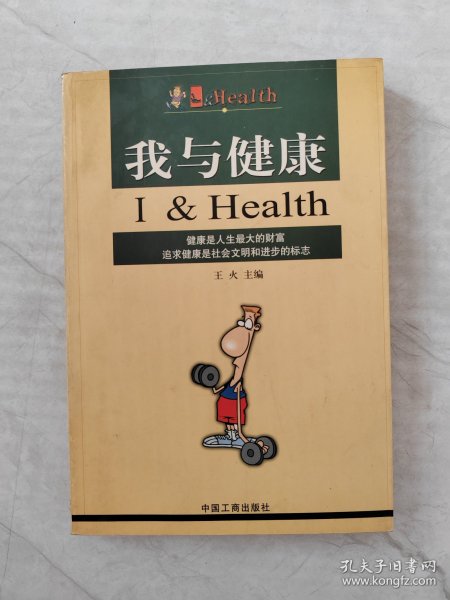 I&Health
我与健康
I & Health
健康是人生最大的财富
追求健康是社会文明和进步的标志
王火 主编
中国工商出版社
孔夫子旧书网
www.kongfz.com